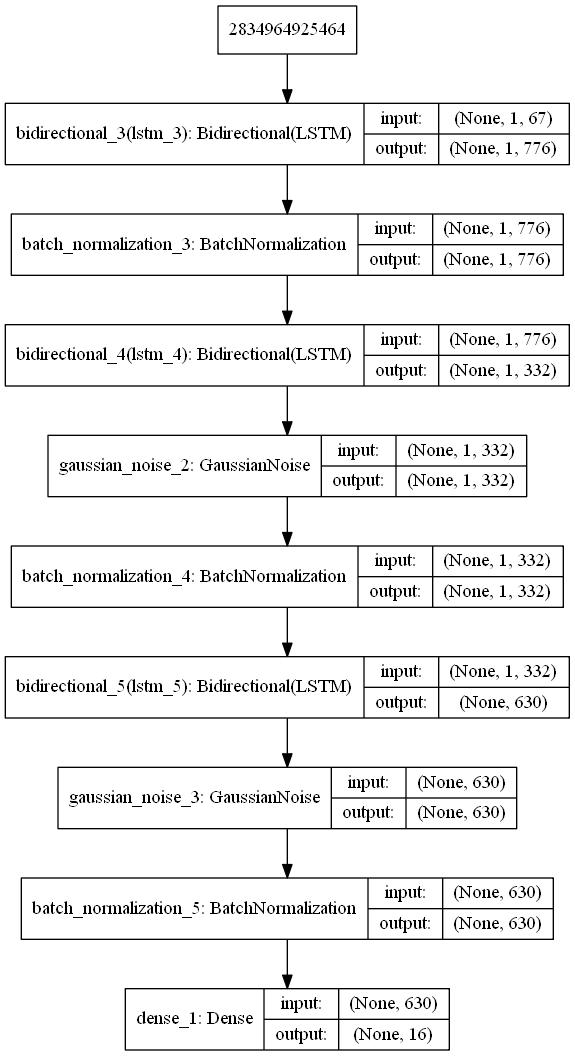 2834964925464
bidirectional_3(lstm_3): Bidirectional(LSTM)
input: (None, 1, 67)
output: (None, 1, 776)
batch_normalization_3: BatchNormalization
input: (None, 1, 776)
output: (None, 1, 776)
bidirectional_4(lstm_4): Bidirectional(LSTM)
input: (None, 1, 776)
output: (None, 1, 332)
gaussian_noise_2: GaussianNoise
input: (None, 1, 332)
output: (None, 1, 332)
batch_normalization_4: BatchNormalization
input: (None, 1, 332)
output: (None, 1, 332)
bidirectional_5(lstm_5): Bidirectional(LSTM)
input: (None, 1, 332)
output: (None, 630)
gaussian_noise_3: GaussianNoise
input: (None, 630)
output: (None, 630)
batch_normalization_5: BatchNormalization
input: (None, 630)
output: (None, 630)
dense_1: Dense
input: (None, 630)
output: (None, 16)